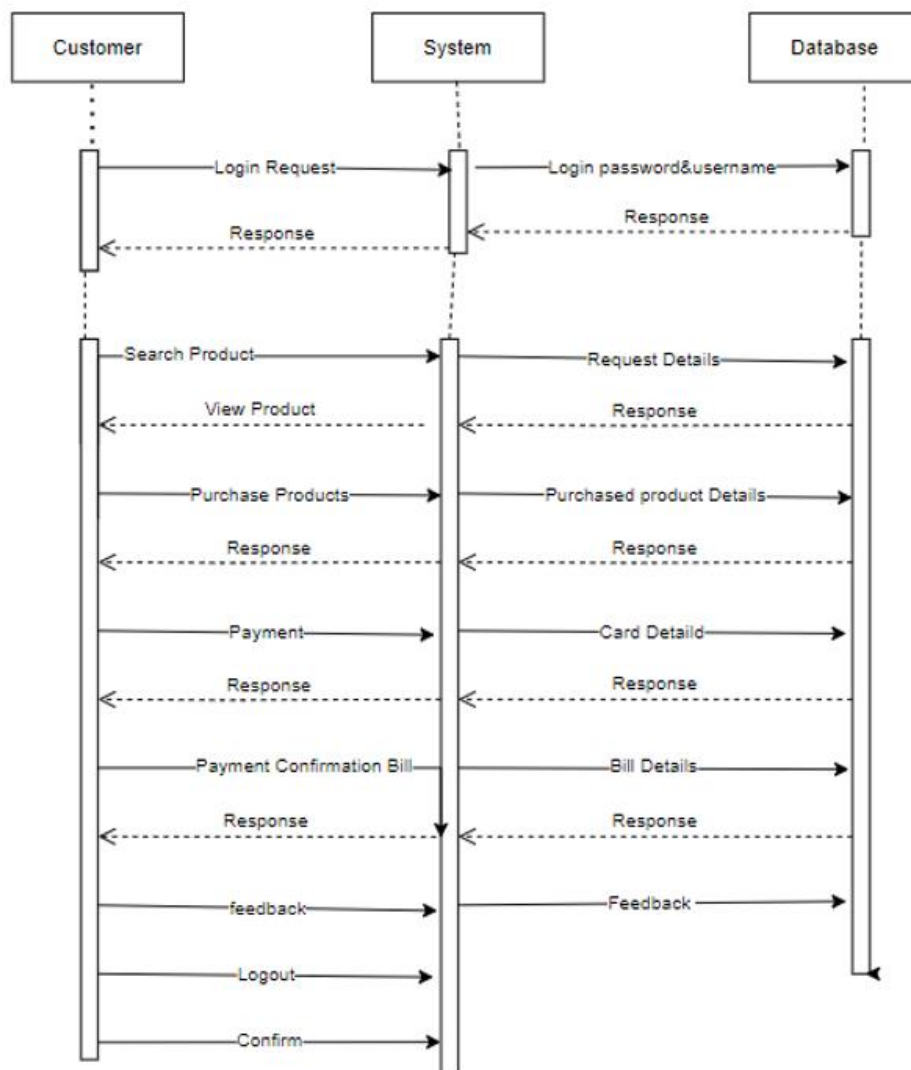 Customer
System
Database
Login Request
Login password&username
Response
Response
Search Product
Request Details
View Product
Response
Purchase Products
Purchased product Details
Response
Response
Payment
Card Detaild
Response
Response
Payment Confirmation Bill
Bill Details
Response
Response
feedback
Feedback
Logout
Confirm